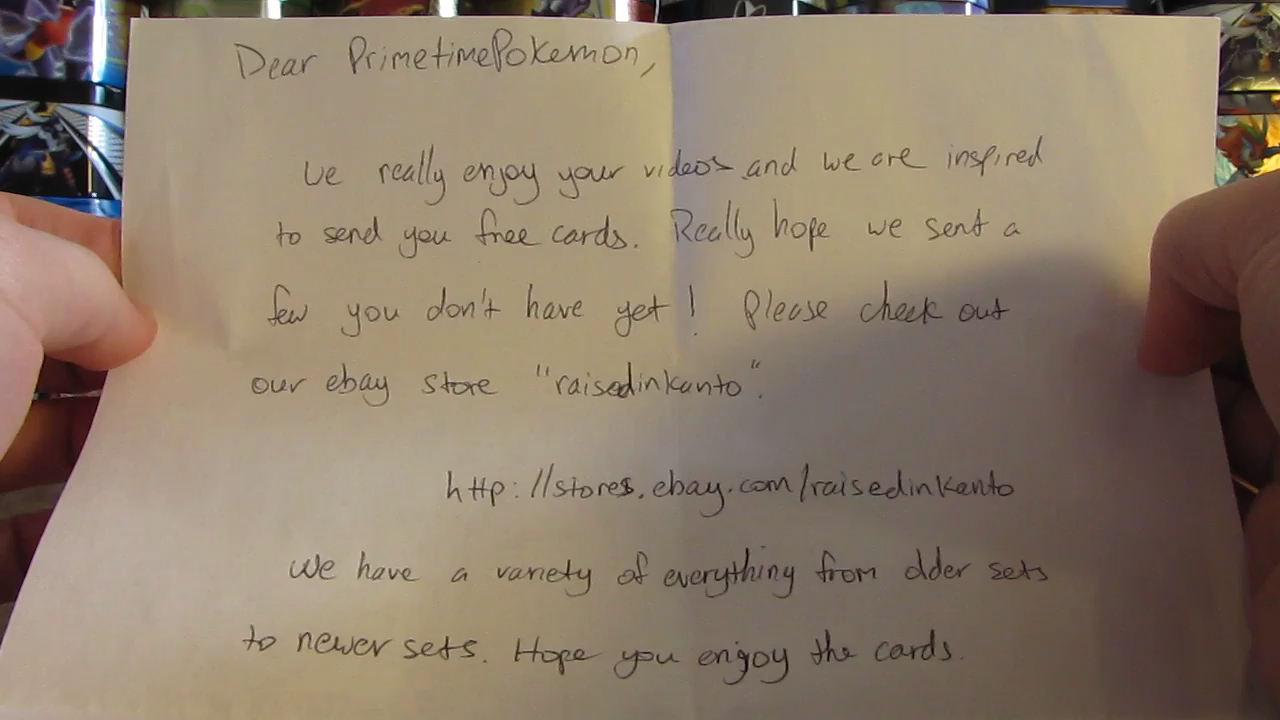 Dear PrimetimePokemon,
We really enjoy your videos and we are inspired
to send you free cards. Really hope we sent a
few you don't have yet! Please check out
our ebay store "raisedinkanto".
http://stores.ebay.com/raisedinkanto
We have a variety of everything from older sets
to newer sets. Hope you enjoy the cards.